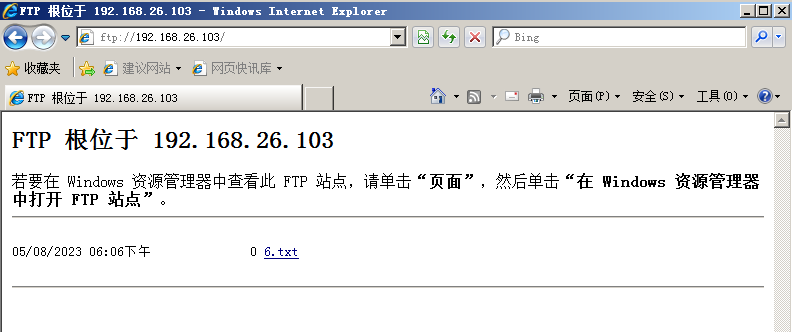 FTP 根位于 192.168.26.103 - Windows Internet Explorer
ftp://192.168.26.103/
Bing
收藏夹 建议网站 网页快讯库
FTP 根位于 192.168.26.103
页面(P) 安全(S) 工具(O)
FTP 根位于 192.168.26.103
若要在 Windows 资源管理器中查看此 FTP 站点，请单击“页面”，然后单击“在 Windows 资源管理器
中打开 FTP 站点”。
05/08/2023 06:06下午 0 6.txt